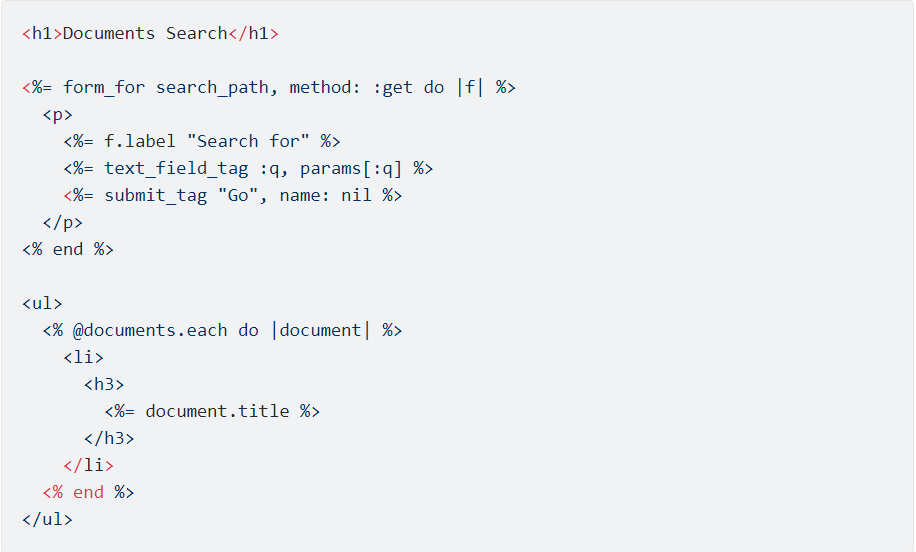 <h1>Documents Search</h1>

<%= form_for search_path, method: :get do |f| %>
  <p>
    <%= f.label "Search for" %>
    <%= text_field_tag :q, params[:q] %>
    <%= submit_tag "Go", name: nil %>
  </p>
<% end %>

<ul>
  <% @documents.each do |document| %>
    <li>
      <h3>
        <%= document.title %>
      </h3>
    </li>
  <% end %>
</ul>